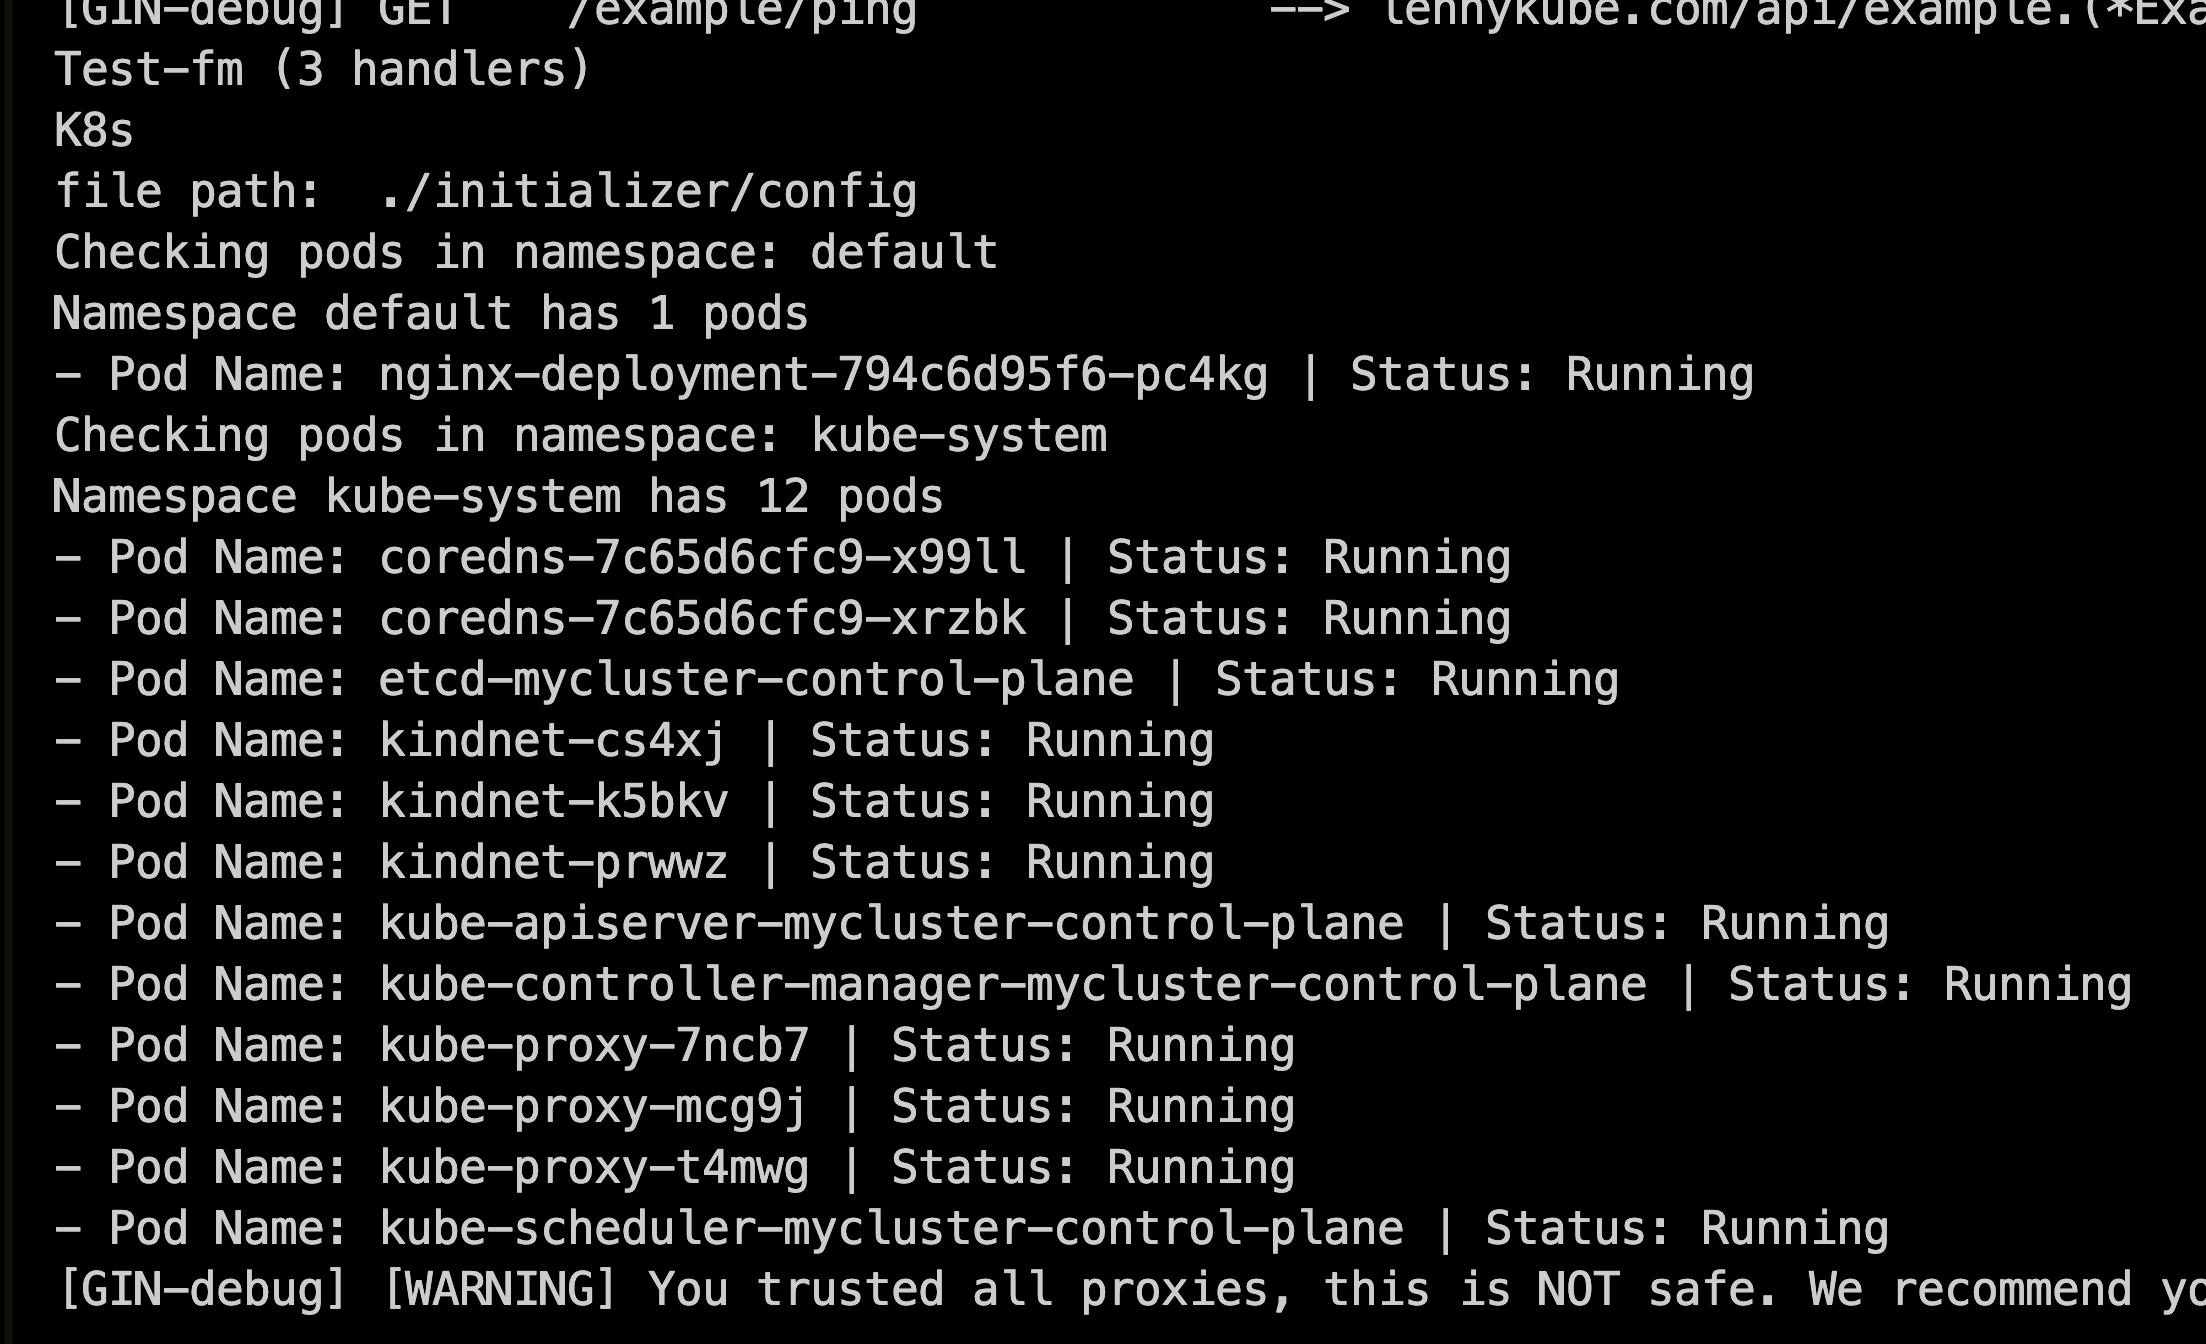 [GIN-debug] GET    /example/ping             --> lennykube.com/api/example.(*Exa
Test-fm (3 handlers)
K8s
file path:  ./initializer/config
Checking pods in namespace: default
Namespace default has 1 pods
- Pod Name: nginx-deployment-794c6d95f6-pc4kg | Status: Running
Checking pods in namespace: kube-system
Namespace kube-system has 12 pods
- Pod Name: coredns-7c65d6cfc9-x99ll | Status: Running
- Pod Name: coredns-7c65d6cfc9-xrzbk | Status: Running
- Pod Name: etcd-mycluster-control-plane | Status: Running
- Pod Name: kindnet-cs4xj | Status: Running
- Pod Name: kindnet-k5bkv | Status: Running
- Pod Name: kindnet-prwwz | Status: Running
- Pod Name: kube-apiserver-mycluster-control-plane | Status: Running
- Pod Name: kube-controller-manager-mycluster-control-plane | Status: Running
- Pod Name: kube-proxy-7ncb7 | Status: Running
- Pod Name: kube-proxy-mcg9j | Status: Running
- Pod Name: kube-proxy-t4mwg | Status: Running
- Pod Name: kube-scheduler-mycluster-control-plane | Status: Running
[GIN-debug] [WARNING] You trusted all proxies, this is NOT safe. We recommend yo